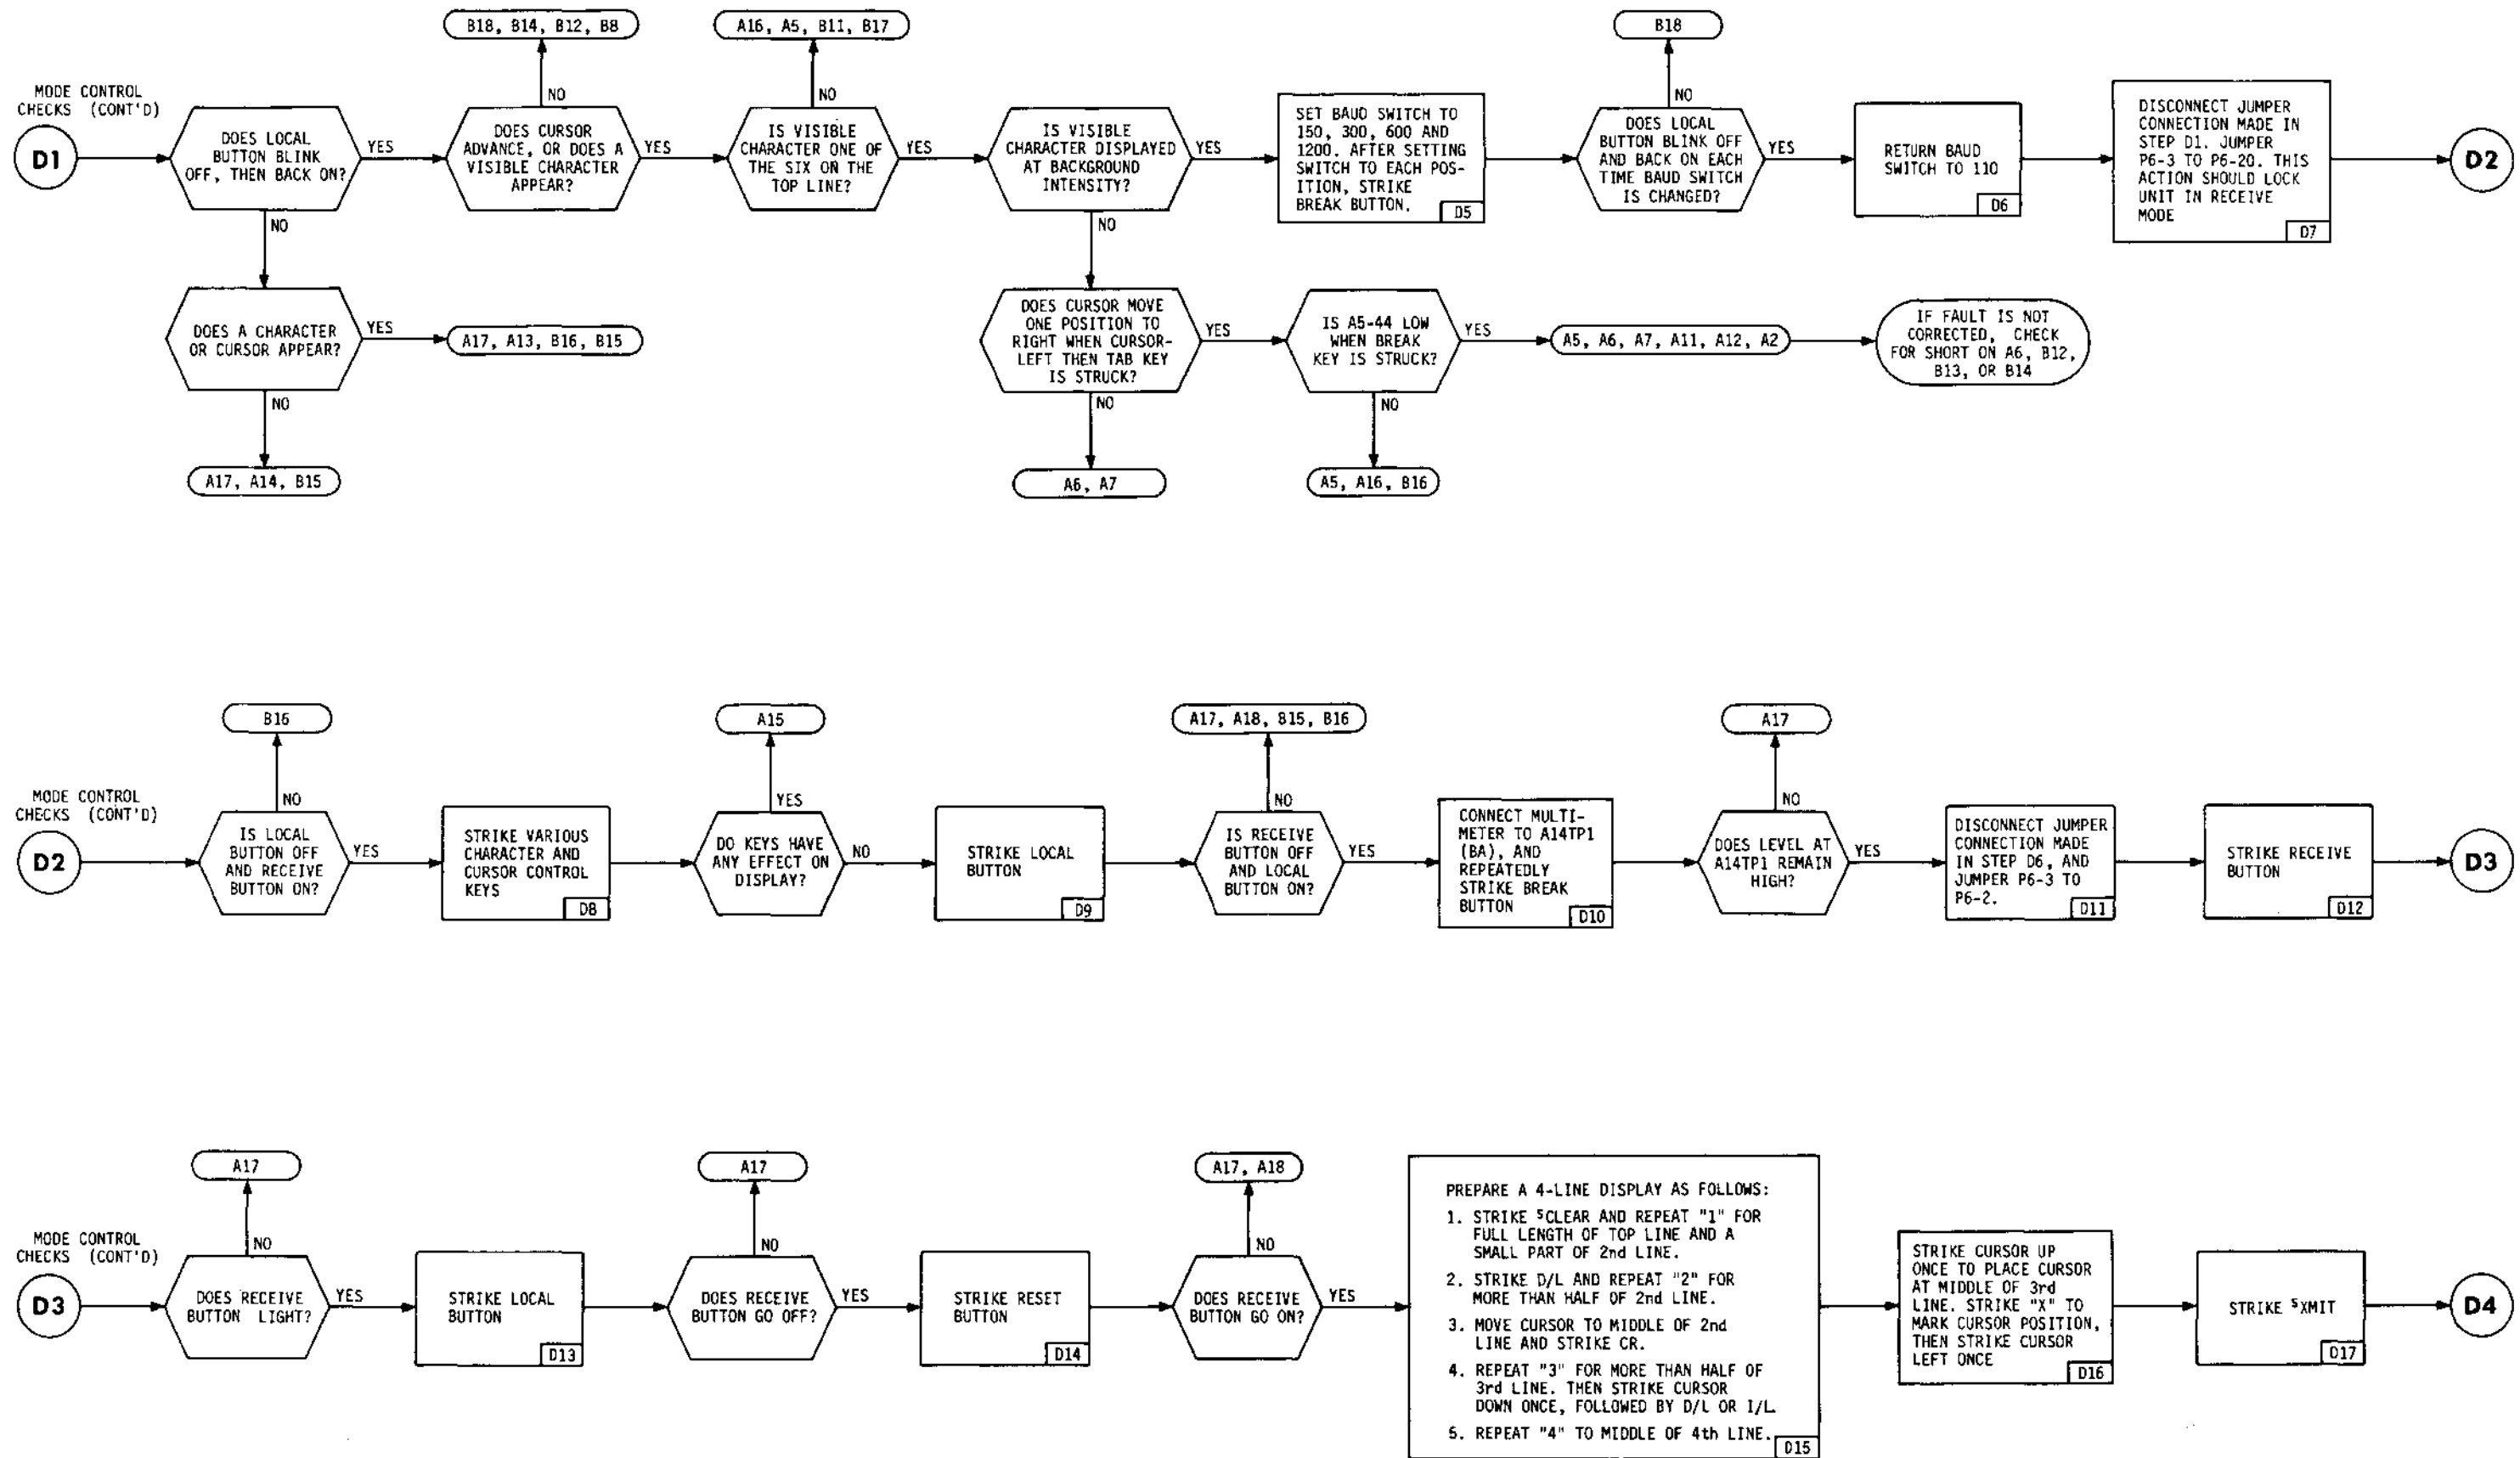 B18, B14, B12, B8
A16, A5, B11, B17
B18
MODE CONTROL
CHECKS (CONT'D)
D1
DOES LOCAL
BUTTON BLINK
OFF, THEN BACK ON?
YES
NO
DOES CURSOR
ADVANCE, OR DOES A
VISIBLE CHARACTER
APPEAR?
NO
YES
IS VISIBLE
CHARACTER ONE OF
THE SIX ON THE
TOP LINE?
NO
YES
IS VISIBLE
CHARACTER DISPLAYED
AT BACKGROUND
INTENSITY?
YES
NO
SET BAUD SWITCH TO
150, 300, 600 AND
1200. AFTER SETTING
SWITCH TO EACH POS-
ITION, STRIKE
BREAK BUTTON.
D5
DOES LOCAL
BUTTON BLINK OFF
AND BACK ON EACH
TIME BAUD SWITCH
IS CHANGED?
NO
YES
RETURN BAUD
SWITCH TO 110
D6
DISCONNECT JUMPER
CONNECTION MADE IN
STEP D1. JUMPER
P6-3 TO P6-20. THIS
ACTION SHOULD LOCK
UNIT IN RECEIVE
MODE
D7
D2
DOES A CHARACTER
OR CURSOR APPEAR?
YES
A17, A13, B16, B15
NO
A17, A14, B15
DOES CURSOR MOVE
ONE POSITION TO
RIGHT WHEN CURSOR-
LEFT THEN TAB KEY
IS STRUCK?
YES
NO
A6, A7
IS A5-44 LOW
WHEN BREAK
KEY IS STRUCK?
YES
NO
A5, A16, B16
A5, A6, A7, A11, A12, A2
IF FAULT IS NOT
CORRECTED, CHECK
FOR SHORT ON A6, B12,
B13, OR B14
B16
A15
A17, A18, B15, B16
A17
MODE CONTROL
CHECKS (CONT'D)
D2
IS LOCAL
BUTTON OFF
AND RECEIVE
BUTTON ON?
NO
YES
STRIKE VARIOUS
CHARACTER AND
CURSOR CONTROL
KEYS
D8
DO KEYS HAVE
ANY EFFECT ON
DISPLAY?
YES
NO
STRIKE LOCAL
BUTTON
D9
IS RECEIVE
BUTTON OFF
AND LOCAL
BUTTON ON?
NO
YES
CONNECT MULTI-
METER TO A14TP1
(BA), AND
REPEATEDLY
STRIKE BREAK
BUTTON
D10
DOES LEVEL AT
A14TP1 REMAIN
HIGH?
NO
YES
DISCONNECT JUMPER
CONNECTION MADE
IN STEP D6, AND
JUMPER P6-3 TO
P6-2.
D11
STRIKE RECEIVE
BUTTON
D12
D3
A17
A17
A17, A18
MODE CONTROL
CHECKS (CONT'D)
D3
DOES RECEIVE
BUTTON LIGHT?
NO
YES
STRIKE LOCAL
BUTTON
D13
DOES RECEIVE
BUTTON GO OFF?
NO
YES
STRIKE RESET
BUTTON
D14
DOES RECEIVE
BUTTON GO ON?
NO
YES
PREPARE A 4-LINE DISPLAY AS FOLLOWS:
1. STRIKE ˢCLEAR AND REPEAT "1" FOR
FULL LENGTH OF TOP LINE AND A
SMALL PART OF 2nd LINE.
2. STRIKE D/L AND REPEAT "2" FOR
MORE THAN HALF OF 2nd LINE.
3. MOVE CURSOR TO MIDDLE OF 2nd
LINE AND STRIKE CR.
4. REPEAT "3" FOR MORE THAN HALF OF
3rd LINE. THEN STRIKE CURSOR
DOWN ONCE, FOLLOWED BY D/L OR I/L
5. REPEAT "4" TO MIDDLE OF 4th LINE.
D15
STRIKE CURSOR UP
ONCE TO PLACE CURSOR
AT MIDDLE OF 3rd
LINE. STRIKE "X" TO
MARK CURSOR POSITION,
THEN STRIKE CURSOR
LEFT ONCE
D16
STRIKE ˢXMIT
D17
D4